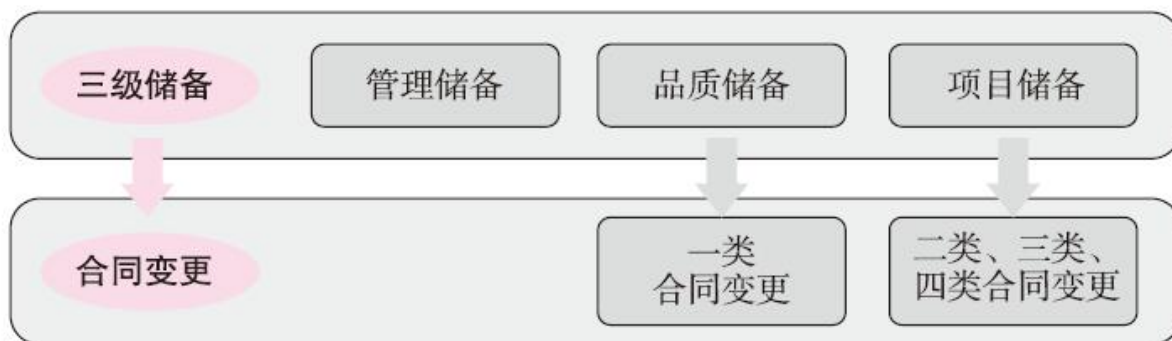 三级储备
管理储备
品质储备
项目储备
合同变更
一类
合同变更
二类、三类、
四类合同变更